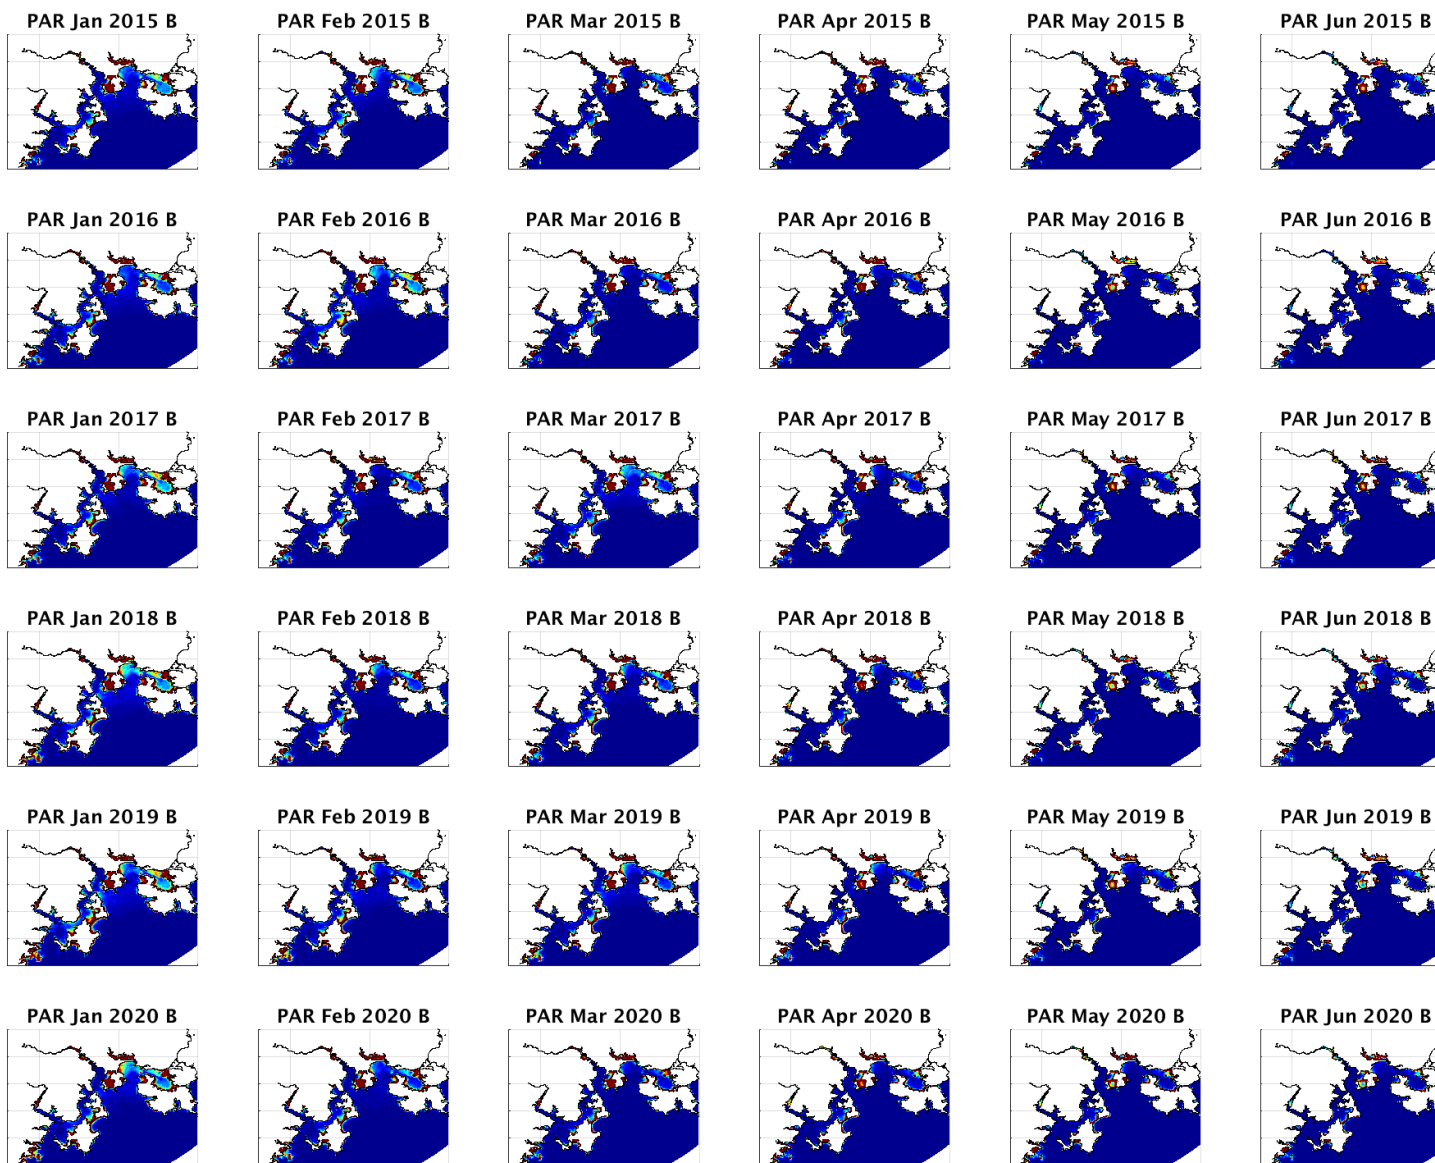 PAR Jan 2015 B
PAR Feb 2015 B
PAR Mar 2015 B
PAR Apr 2015 B
PAR May 2015 B
PAR Jun 2015 B
PAR Jan 2016 B
PAR Feb 2016 B
PAR Mar 2016 B
PAR Apr 2016 B
PAR May 2016 B
PAR Jun 2016 B
PAR Jan 2017 B
PAR Feb 2017 B
PAR Mar 2017 B
PAR Apr 2017 B
PAR May 2017 B
PAR Jun 2017 B
PAR Jan 2018 B
PAR Feb 2018 B
PAR Mar 2018 B
PAR Apr 2018 B
PAR May 2018 B
PAR Jun 2018 B
PAR Jan 2019 B
PAR Feb 2019 B
PAR Mar 2019 B
PAR Apr 2019 B
PAR May 2019 B
PAR Jun 2019 B
PAR Jan 2020 B
PAR Feb 2020 B
PAR Mar 2020 B
PAR Apr 2020 B
PAR May 2020 B
PAR Jun 2020 B